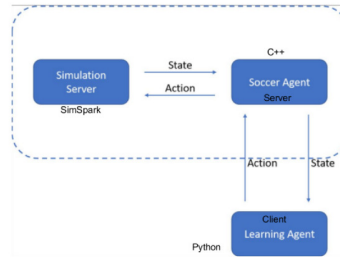 C++
Simulation
Server
State
Action
Soccer Agent
Server
SimSpark
Action
State
Client
Learning Agent
Python